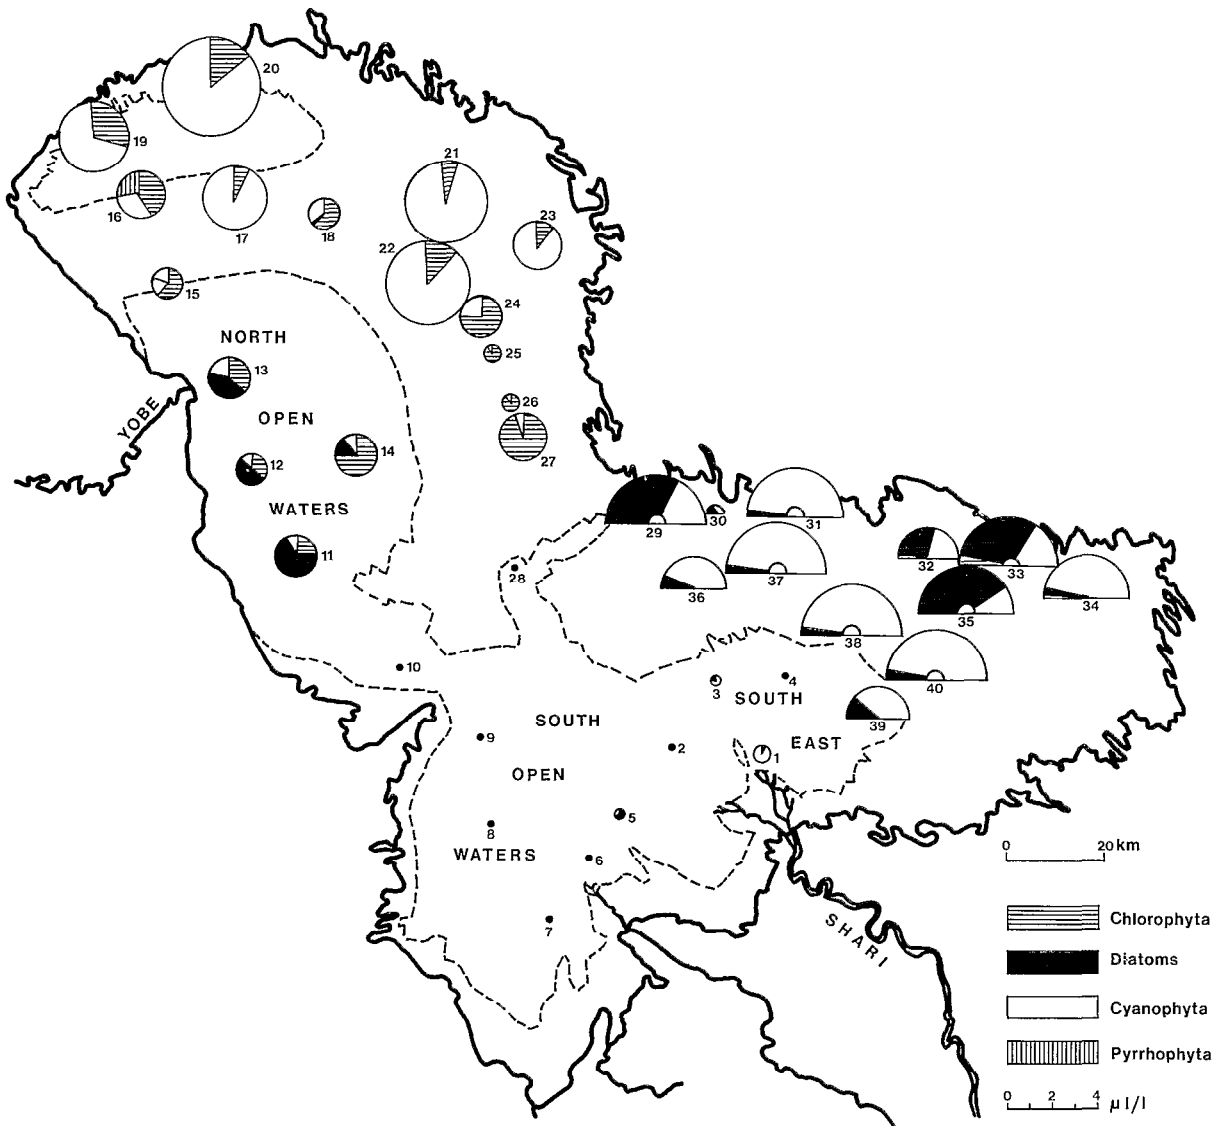 20
19
21
16
17
18
23
22
15
24
NORTH
25
13
YOBE
OPEN
26
14
27
12
WATERS
11
29
30
31
32
33
28
37
36
34
35
38
10
40
3
4
SOUTH
39
SOUTH
9
2
EAST
1
OPEN
5
8
WATERS
6
7
SHARI
0 20 km
Chlorophyta
Diatoms
Cyanophyta
Pyrrhophyta
0 2 4 µl/l